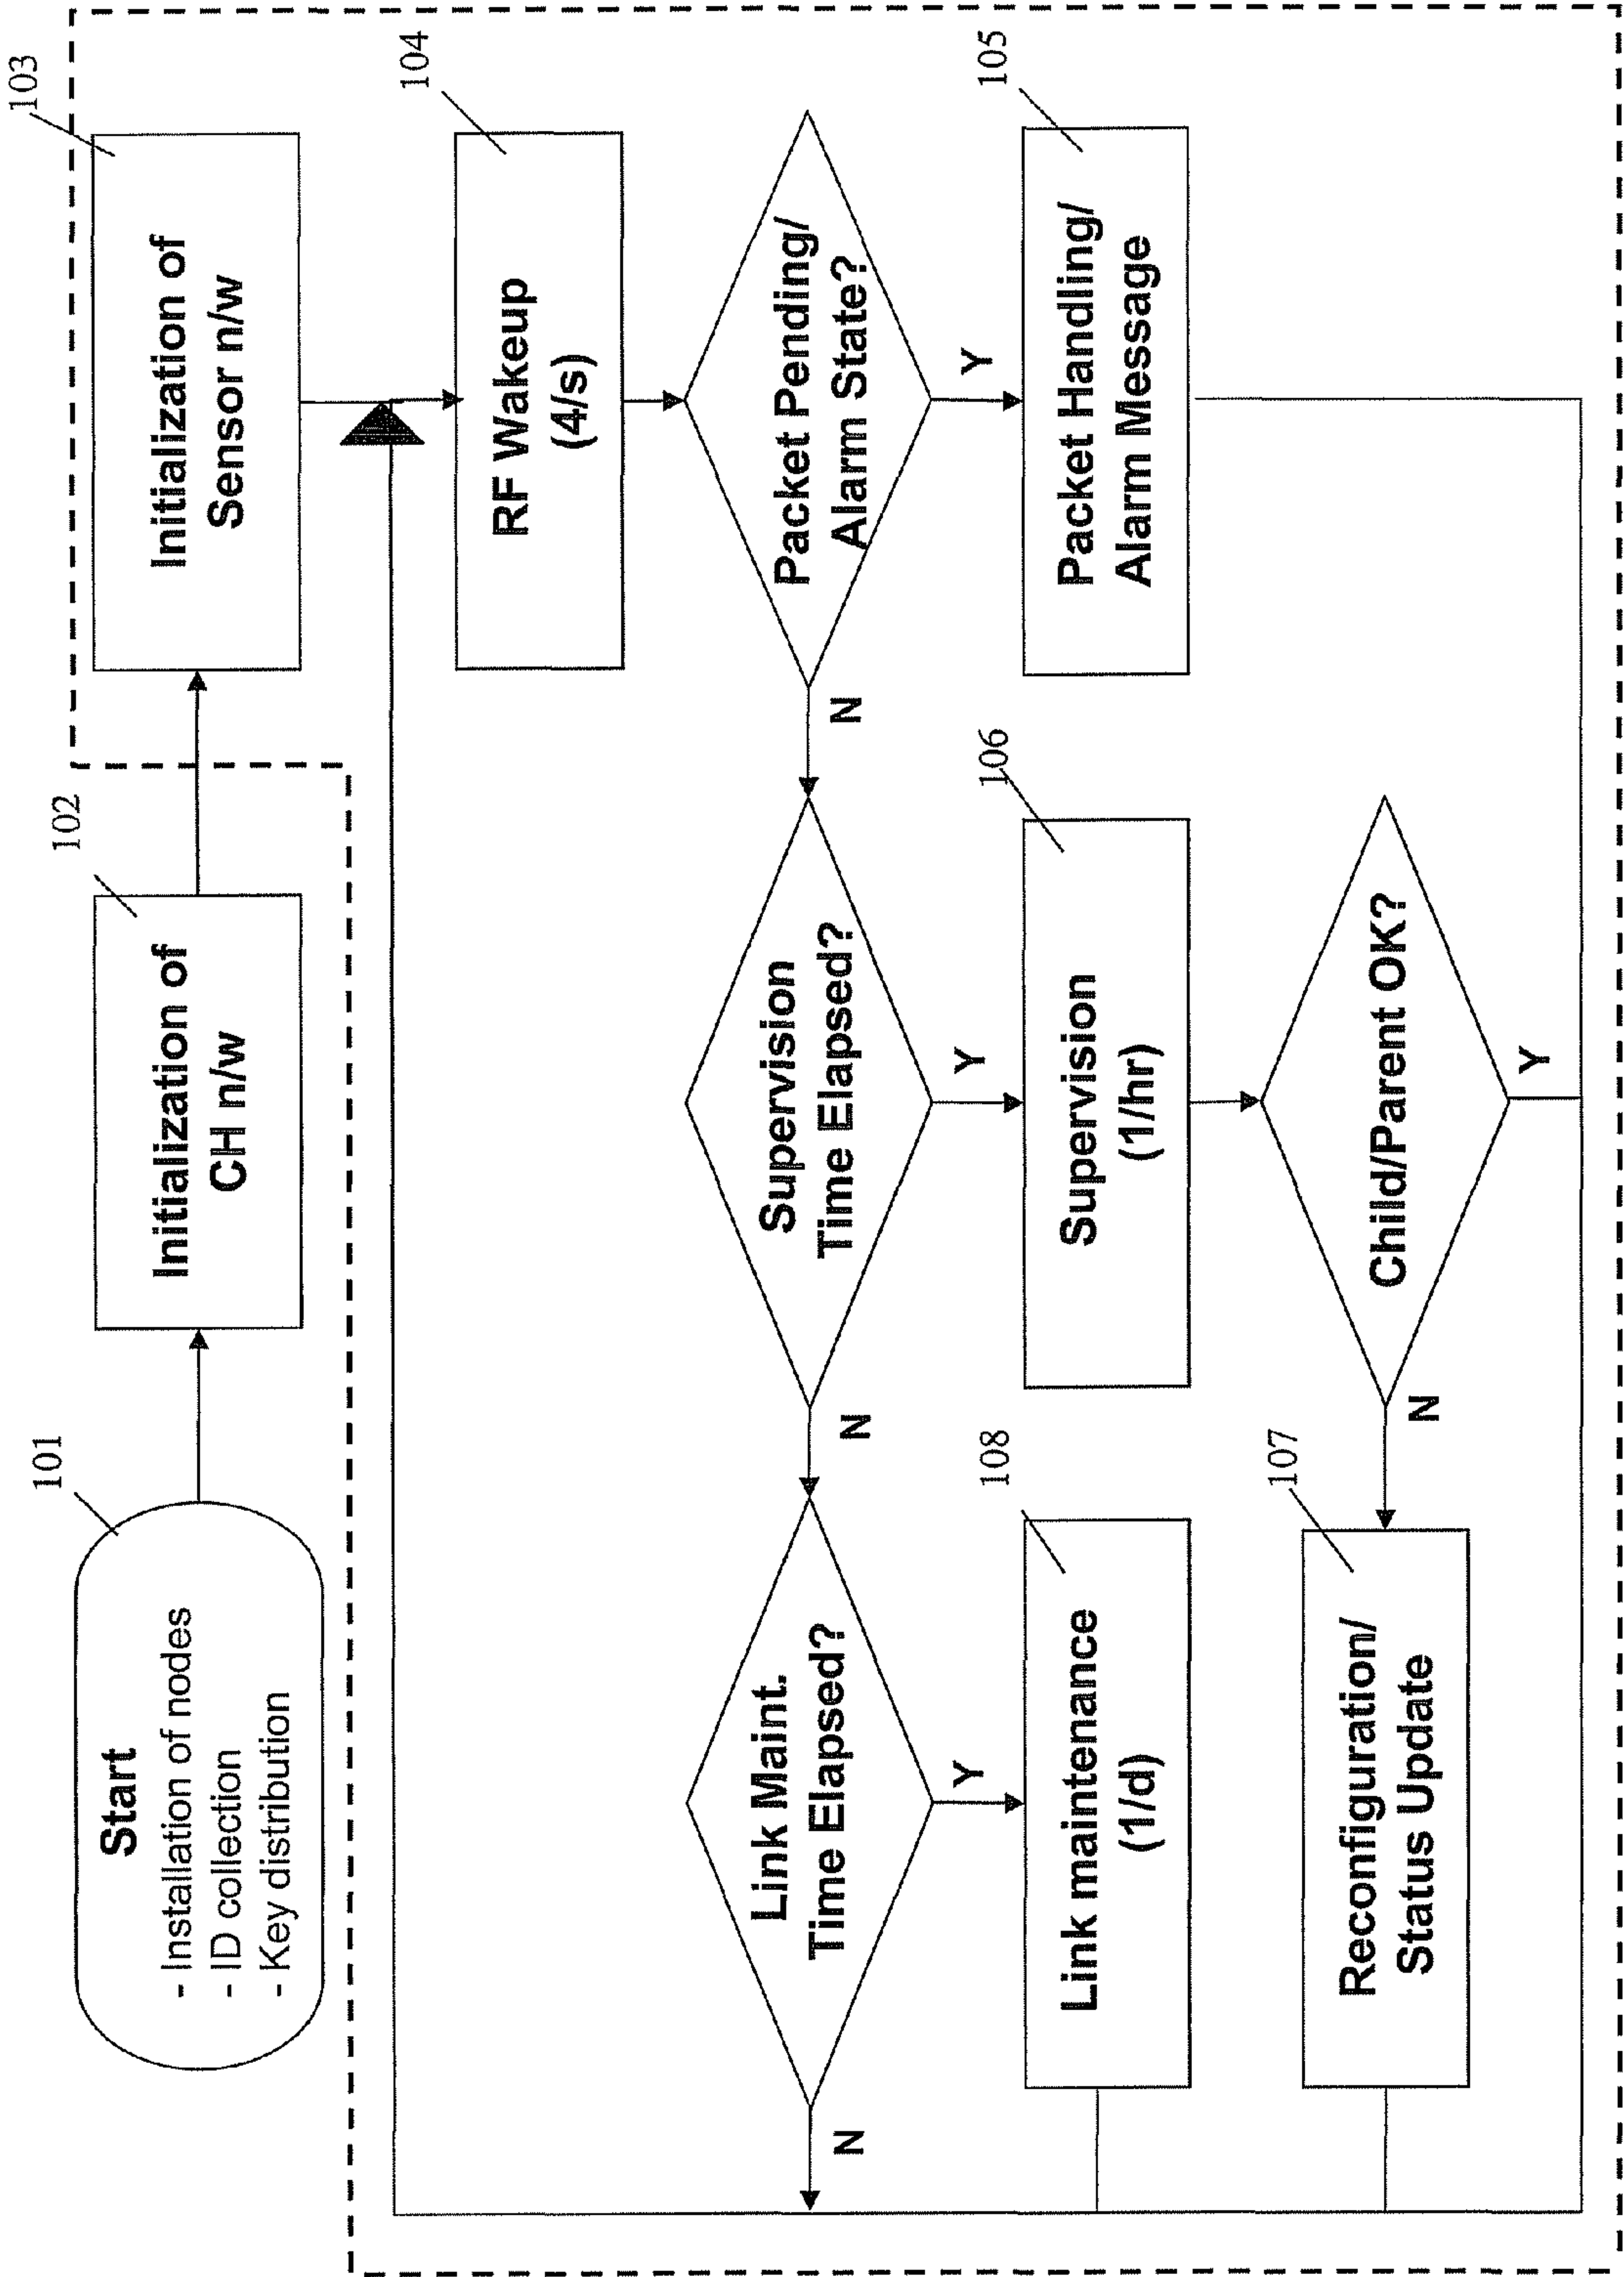 101
Start
- Installation of nodes
- ID collection
- Key distribution
102
Initialization of
CH n/w
103
Initialization of
Sensor n/w
104
RF Wakeup
(4/s)
Packet Pending/
Alarm State?
N
Y
105
Packet Handling/
Alarm Message
Supervision
Time Elapsed?
N
Y
106
Supervision
(1/hr)
Child/Parent OK?
N
Y
Link Maint.
Time Elapsed?
N
Y
108
Link maintenance
(1/d)
107
Reconfiguration/
Status Update